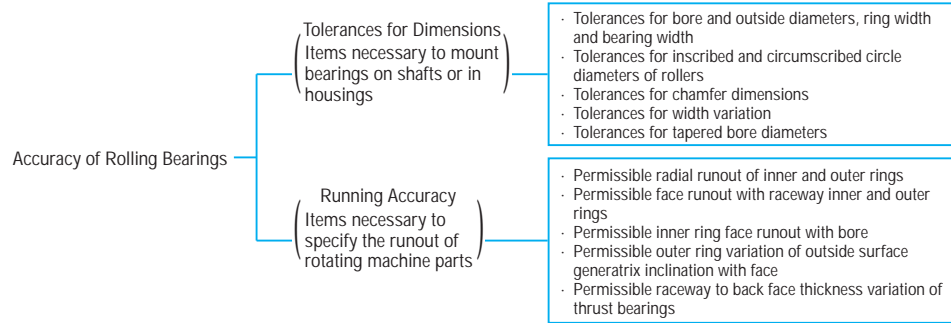 Accuracy of Rolling Bearings
Tolerances for Dimensions
Items necessary to mount
bearings on shafts or in
housings
· Tolerances for bore and outside diameters, ring width
and bearing width
· Tolerances for inscribed and circumscribed circle
diameters of rollers
· Tolerances for chamfer dimensions
· Tolerances for width variation
· Tolerances for tapered bore diameters
Running Accuracy
Items necessary to
specify the runout of
rotating machine parts
· Permissible radial runout of inner and outer rings
· Permissible face runout with raceway inner and outer
rings
· Permissible inner ring face runout with bore
· Permissible outer ring variation of outside surface
generatrix inclination with face
· Permissible raceway to back face thickness variation of
thrust bearings